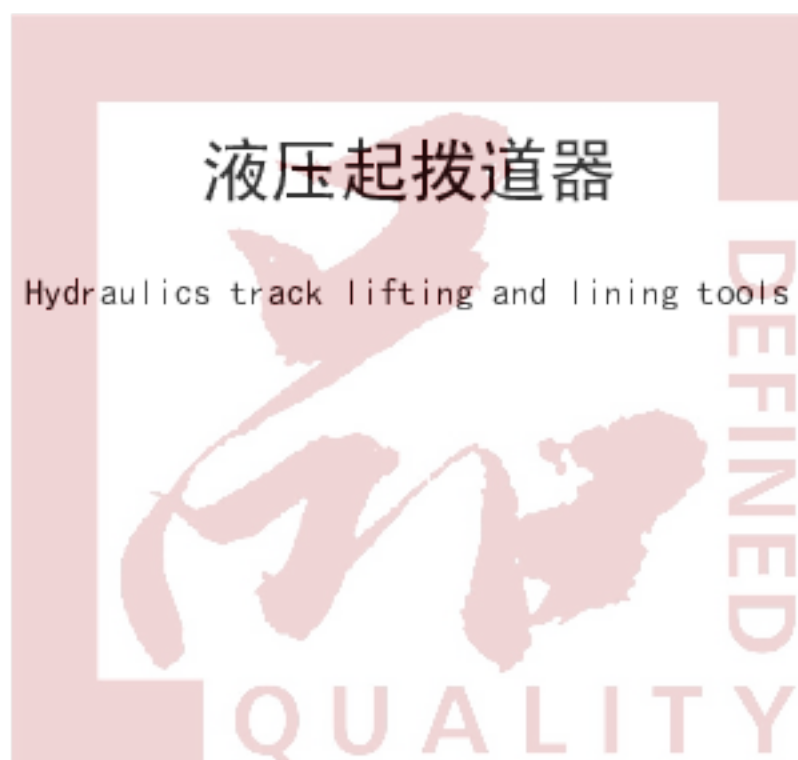 液压起拨道器
Hydraulics track lifting and lining tools
DEFINED
QUALITY